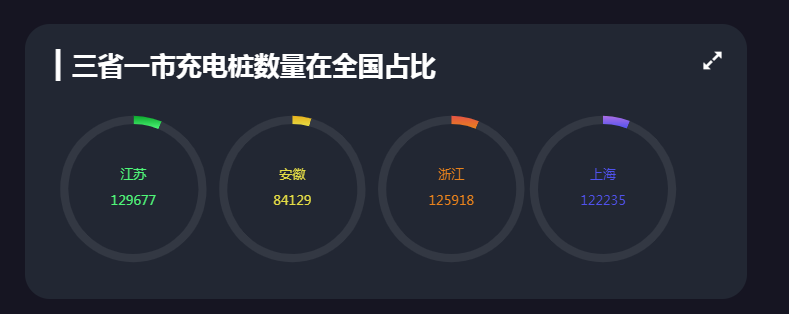 三省一市充电桩数量在全国占比
江苏
129677
安徽
84129
浙江
125918
上海
122235